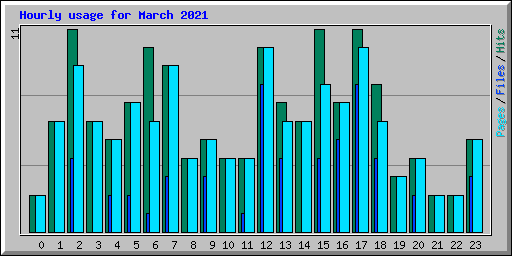 Hourly usage for March 2021
11
Pages / Files / Hits
0 1 2 3 4 5 6 7 8 9 10 11 12 13 14 15 16 17 18 19 20 21 22 23